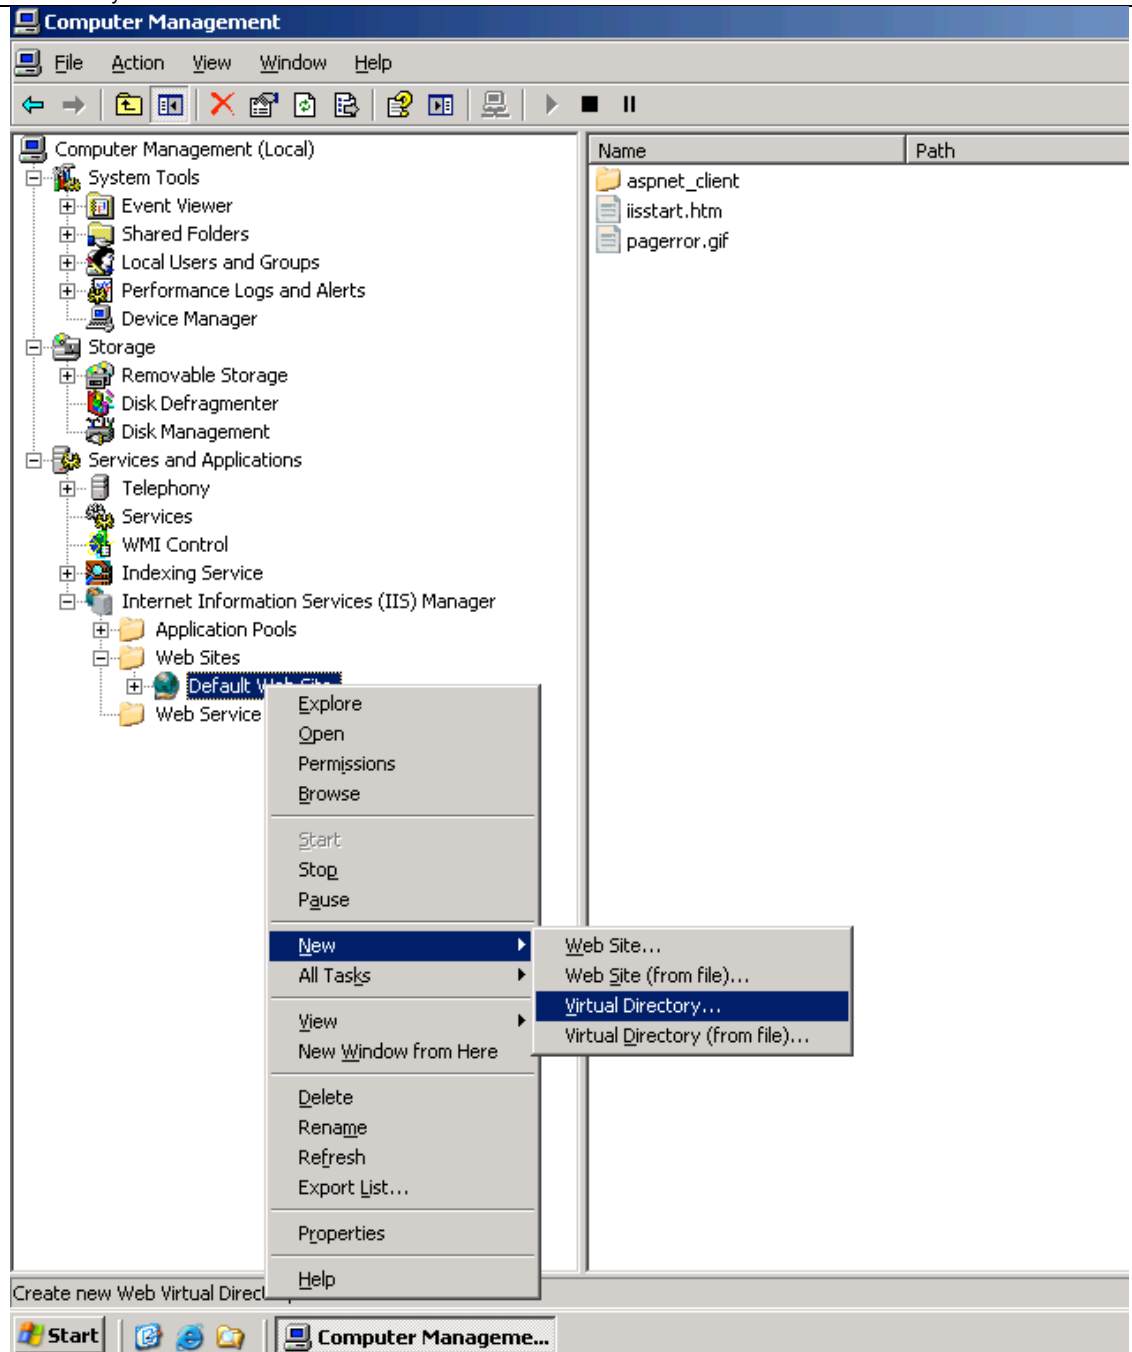 Computer Management
File Action View Window Help
Computer Management (Local)
System Tools
Event Viewer
Shared Folders
Local Users and Groups
Performance Logs and Alerts
Device Manager
Storage
Removable Storage
Disk Defragmenter
Disk Management
Services and Applications
Telephony
Services
WMI Control
Indexing Service
Internet Information Services (IIS) Manager
Application Pools
Web Sites
Default Web Site
Web Service
Name Path
aspnet_client
iisstart.htm
pagerror.gif
Explore
Open
Permissions
Browse
Start
Stop
Pause
New
All Tasks
View
New Window from Here
Delete
Rename
Refresh
Export List...
Properties
Help
Web Site...
Web Site (from file)...
Virtual Directory...
Virtual Directory (from file)...
Create new Web Virtual Direc
Start Computer Manageme...